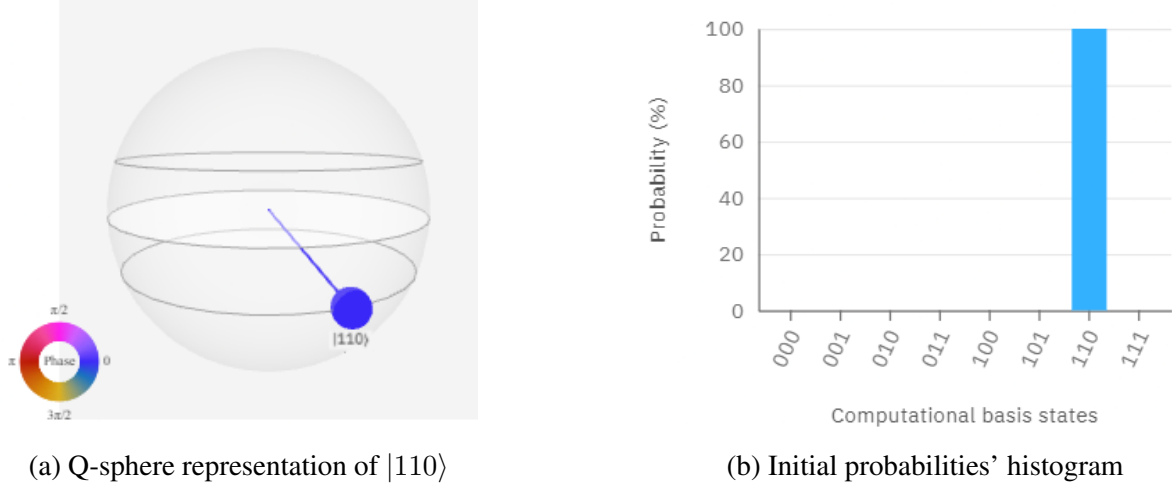 |110⟩
π/2
π
Phase
0
3π/2
(a) Q-sphere representation of |110⟩
Probability (%)
100
80
60
40
20
0
000
001
010
011
100
101
110
111
Computational basis states
(b) Initial probabilities’ histogram